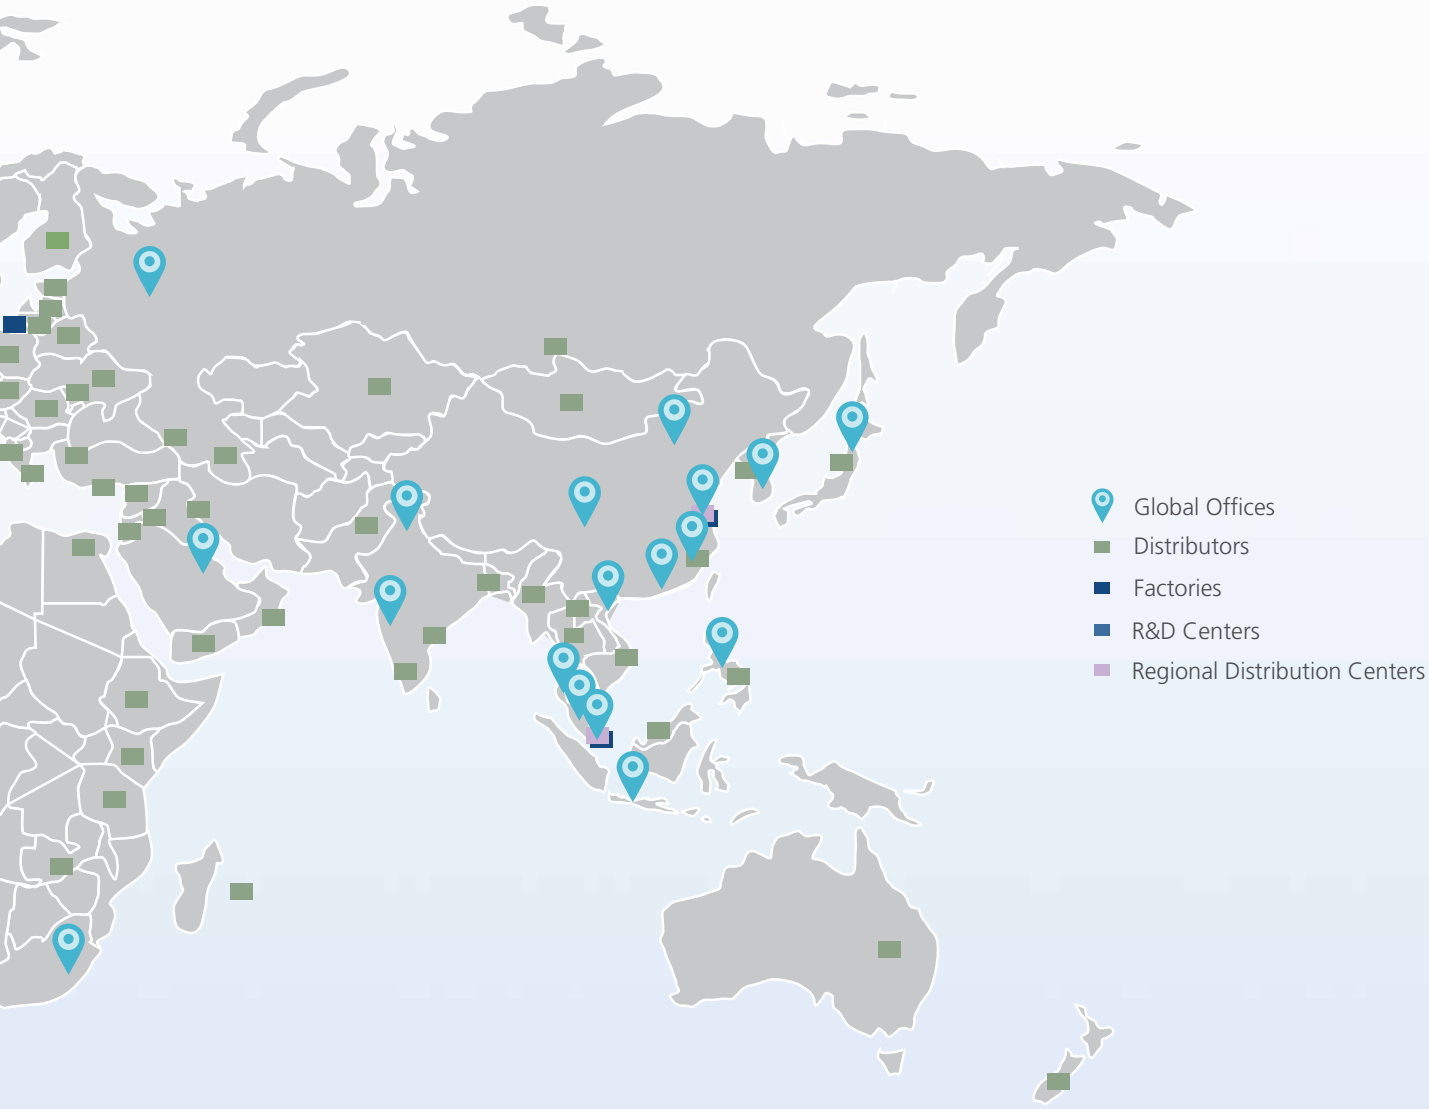 Global Offices
Distributors
Factories
R&D Centers
Regional Distribution Centers